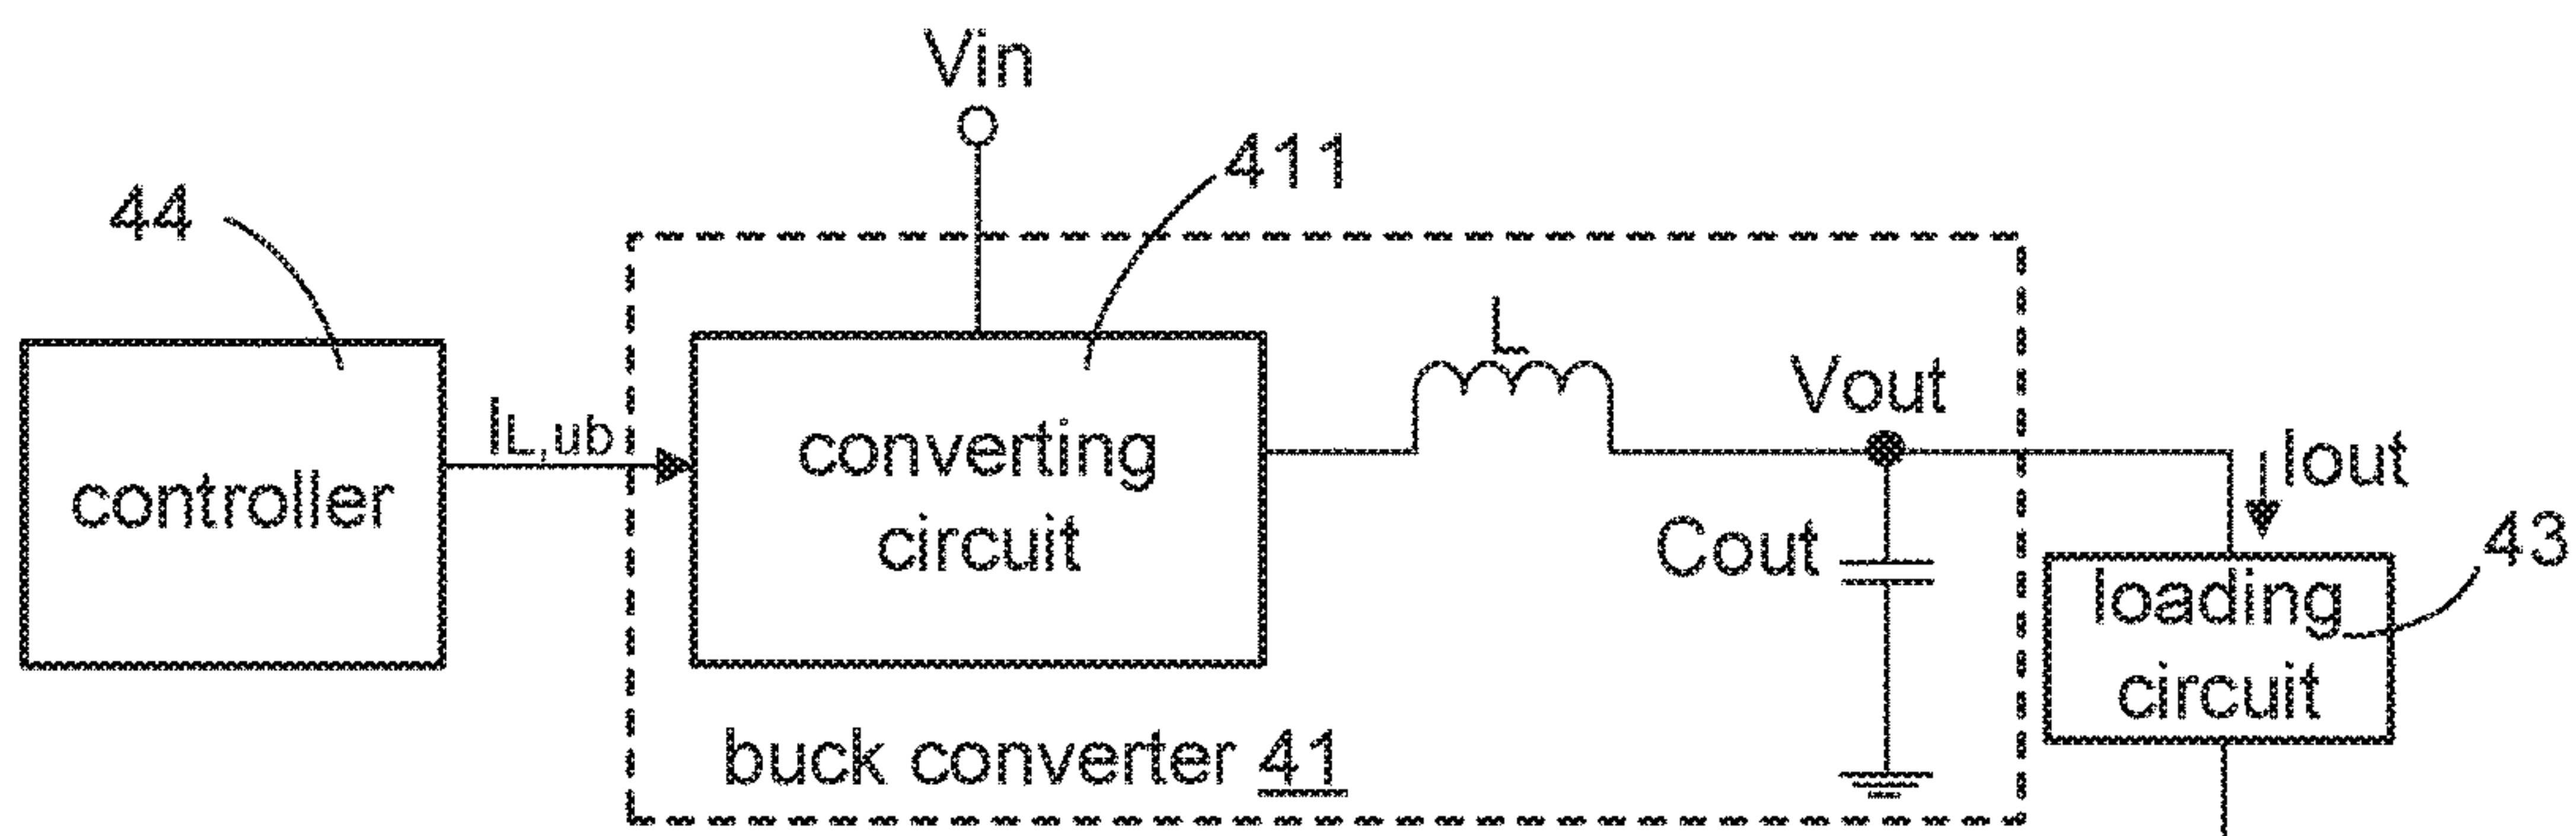 Vin
411
44
L
Vout
IL,ub
Iout
converting
circuit
controller
Cout
43
loading
circuit
buck converter 41